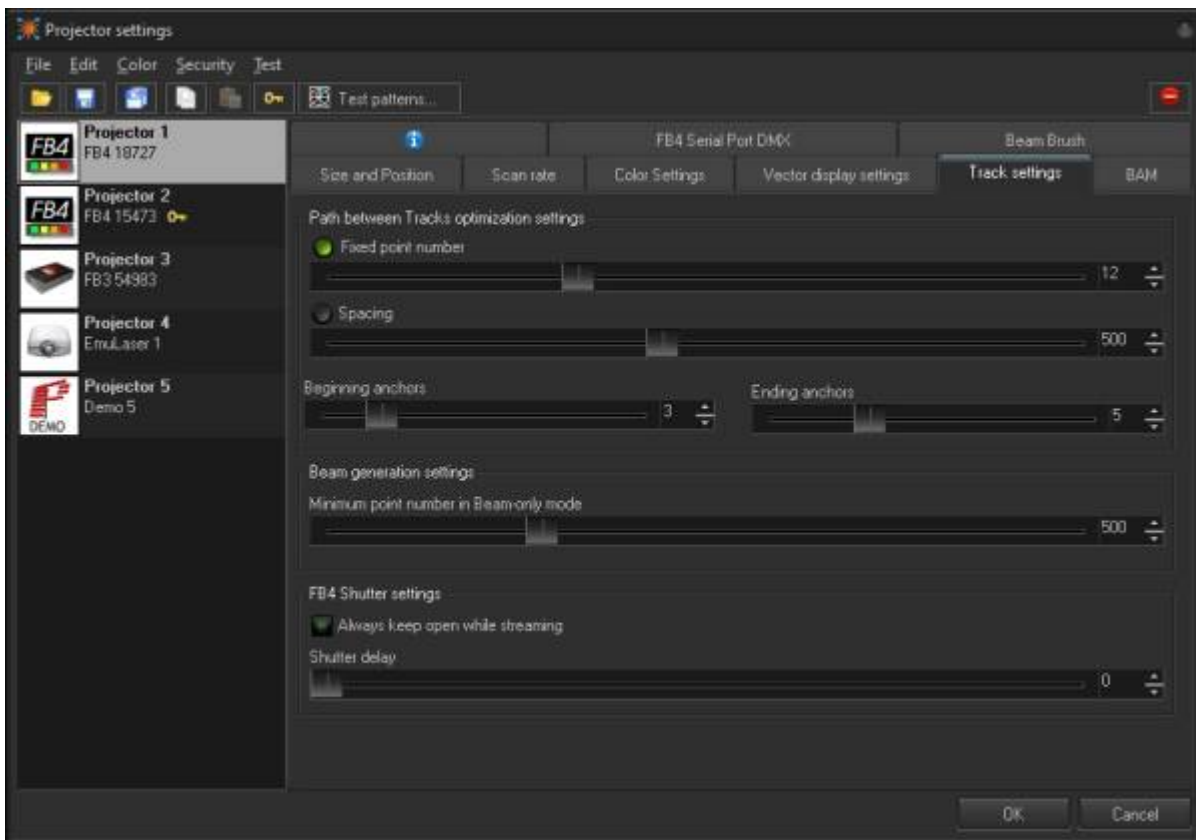 Projector settings
File Edit Color Security Test
Test patterns...
FB4
Projector 1
FB4 18727
FB4
Projector 2
FB4 15473
Projector 3
FB3 54983
Projector 4
EmuLaser 1
DEMO
Projector 5
Demo 5
FB4 Serial Port DMX Beam Brush
Size and Position Scan rate Color Settings Vector display settings Track settings BAM
Path between Tracks optimization settings
Fixed point number
12
Spacing
500
Beginning anchors Ending anchors
3 5
Beam generation settings
Minimum point number in Beam-only mode
500
FB4 Shutter settings
Always keep open while streaming
Shutter delay
0
OK Cancel